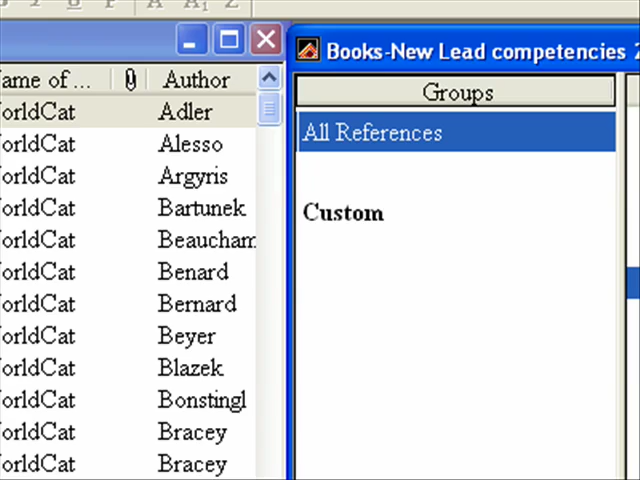 Books-New Lead competencies
ame of ... Author
orldCat Adler
orldCat Alesso
orldCat Argyris
orldCat Bartunek
orldCat Beaucham
orldCat Benard
orldCat Bernard
orldCat Beyer
orldCat Blazek
orldCat Bonstingl
orldCat Bracey
orldCat Bracey
Groups
All References
Custom